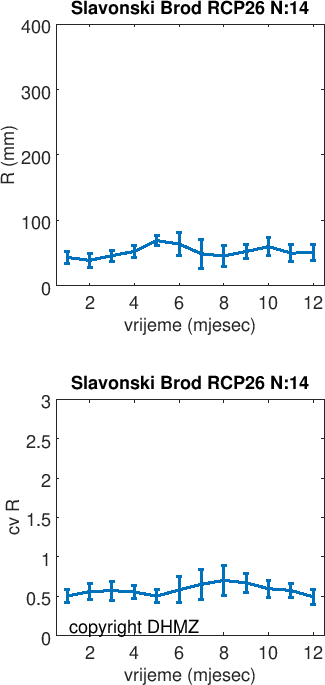 Slavonski Brod RCP26 N:14
400
300
200
100
0
R (mm)
2 4 6 8 10 12
vrijeme (mjesec)
Slavonski Brod RCP26 N:14
3
2.5
2
1.5
1
0.5
0
cv R
copyright DHMZ
2 4 6 8 10 12
vrijeme (mjesec)